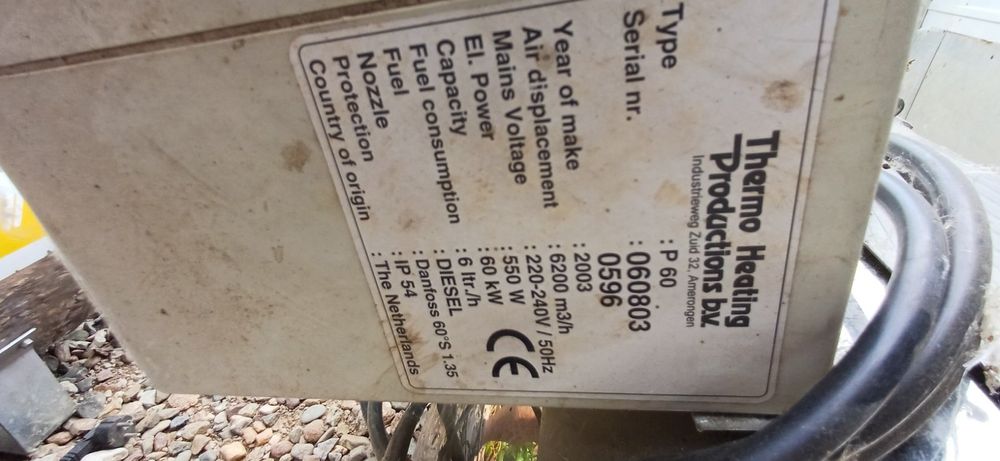 Thermo Heating
Productions b.v.
Industrieweg Zuid 32, Amerongen
Type : P 60
Serial nr. : 060803
0596
Year of make : 2003
Air displacement : 6200 m3/h
Mains Voltage : 220-240V / 50Hz
El. Power : 550 W
Capacity : 60 kW
Fuel consumption : 6 ltr./h
Fuel : DIESEL
Nozzle : Danfoss 60°S 1.35
Protection : IP 54
Country of origin : The Netherlands
CE